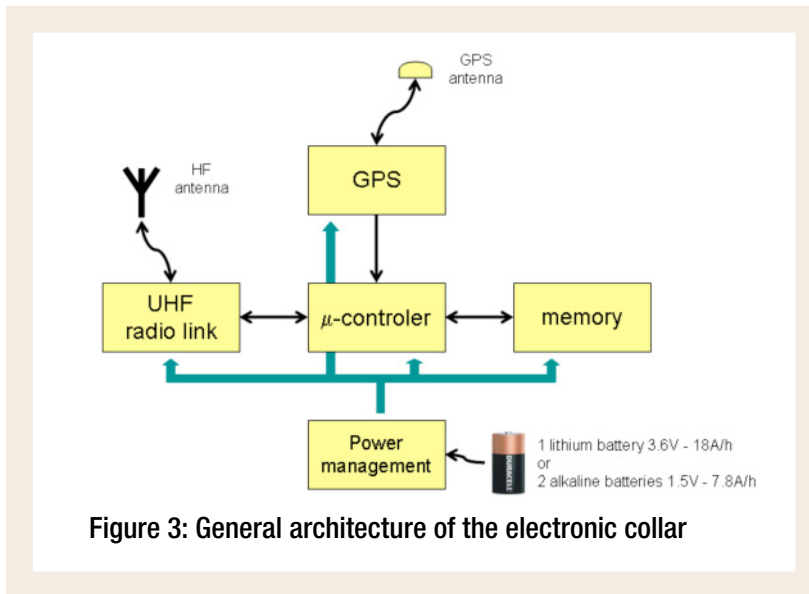 GPS
antenna
HF
antenna
GPS
UHF
radio link
μ-controler
memory
Power
management
DURACELL
1 lithium battery 3.6V - 18A/h
or
2 alkaline batteries 1.5V - 7.8A/h
Figure 3: General architecture of the electronic collar